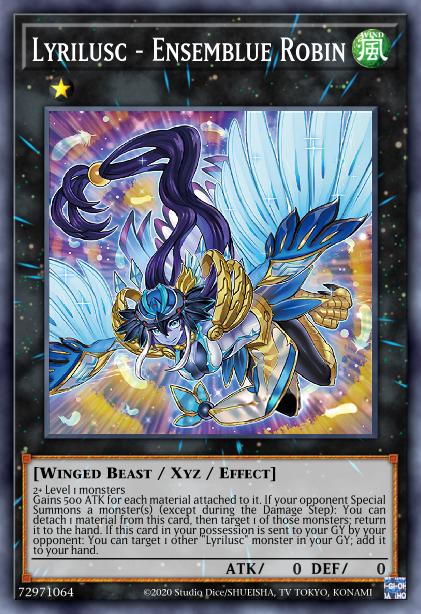 LYRILUSC - ENSEMBLUE ROBIN
WIND
風
[WINGED BEAST / XYZ / EFFECT]
2+ Level 1 monsters
Gains 500 ATK for each material attached to it. If your opponent Special
Summons a monster(s) (except during the Damage Step): You can
detach 1 material from this card, then target 1 of those monsters; return
it to the hand. If this card in your possession is sent to your GY by your
opponent: You can target 1 other "Lyrilusc" monster in your GY; add it
to your hand.
ATK/ 0 DEF/ 0
72971064
©2020 Studio Dice/SHUEISHA, TV TOKYO, KONAMI